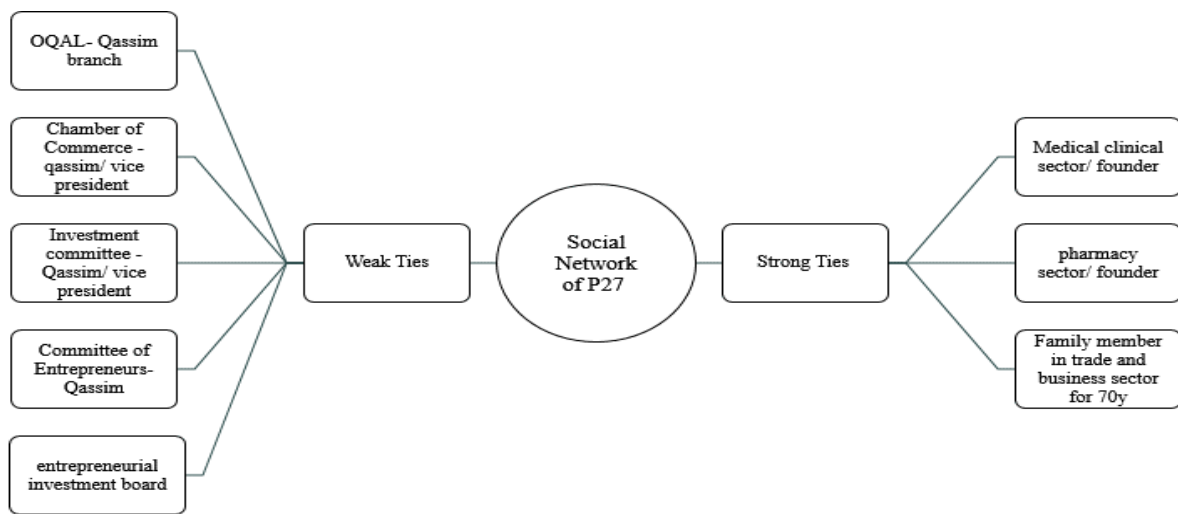 OQAL- Qassim
branch
Chamber of
Commerce -
qassim/ vice
president
Investment
committee -
Qassim/ vice
president
Committee of
Entrepreneurs-
Qassim
entrepreneurial
investment board
Weak Ties
Social
Network
of P27
Strong Ties
Medical clinical
sector/ founder
pharmacy
sector/ founder
Family member
in trade and
business sector
for 70y